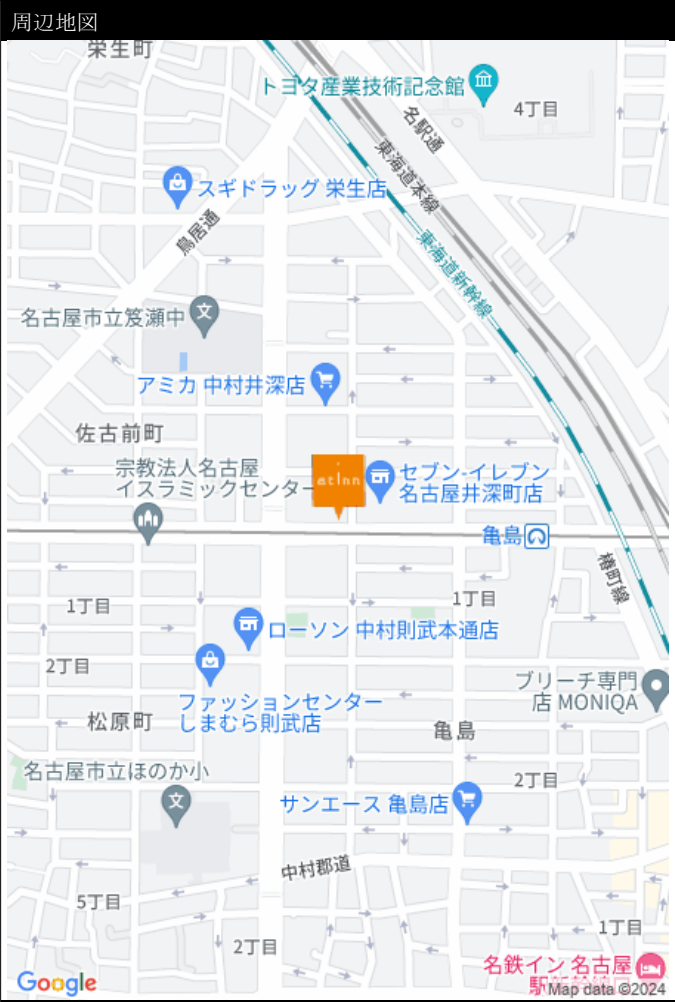 周辺地図
栄生町
トヨタ産業技術記念館
4丁目
名駅通
東海道本線
スギドラッグ 栄生店
鳥居通
東海道新幹線
名古屋市立笈瀬中
アミカ 中村井深店
佐古前町
宗教法人名古屋
イスラミックセンター
at inn
セブン-イレブン
名古屋井深町店
亀島
椿町線
1丁目
1丁目
ローソン 中村則武本通店
2丁目
ブリーチ専門
店 MONIQA
ファッションセンター
しまむら則武店
松原町
亀島
名古屋市立ほのか小
2丁目
サンエース 亀島店
中村郡道
5丁目
1丁目
2丁目
名鉄イン 名古屋
Google
Map data ©2024